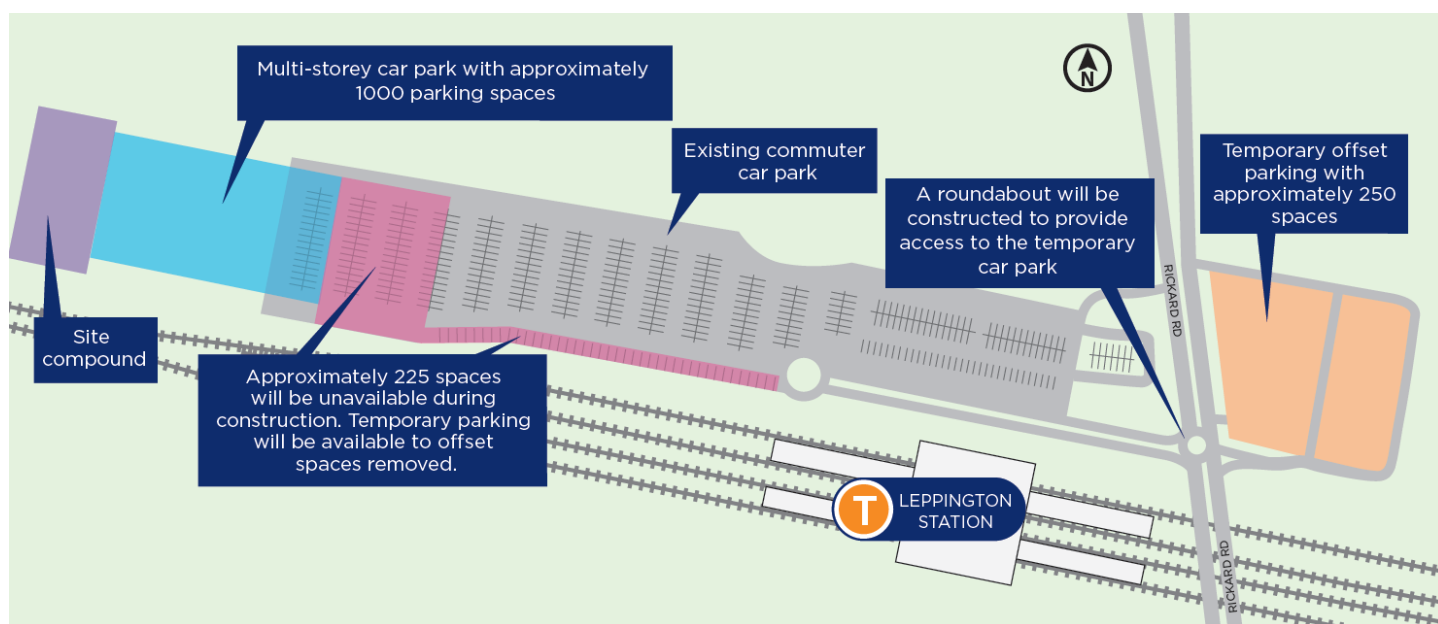 Multi-storey car park with approximately
1000 parking spaces
N
Existing commuter
car park
Temporary offset
parking with
approximately 250
spaces
A roundabout will be
constructed to provide
access to the temporary
car park
RICKARD RD
Site
compound
Approximately 225 spaces
will be unavailable during
construction. Temporary parking
will be available to offset
spaces removed.
T
LEPPINGTON
STATION
RICKARD RD